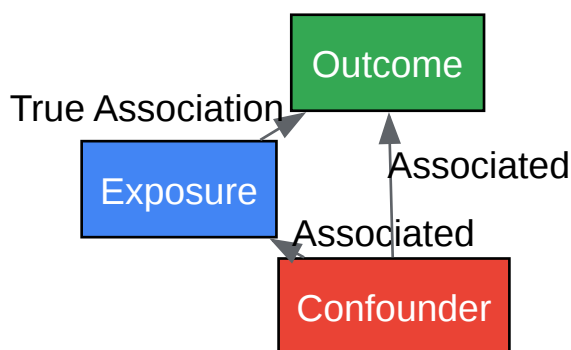 Outcome
True Association
Associated
Exposure
Associated
Confounder